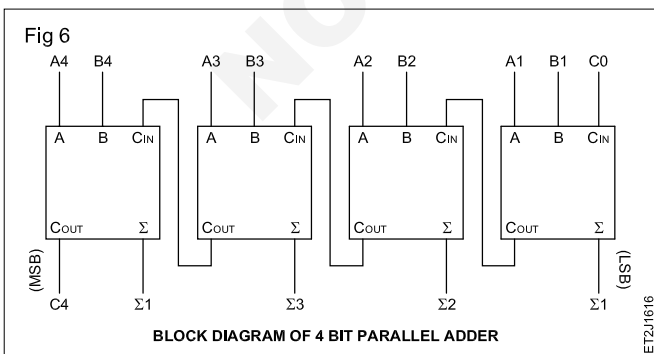 NO
Fig 6
A4 B4 A3 B3 A2 B2 A1 B1 C0
A B CIN A B CIN A B CIN A B CIN
COUT Σ COUT Σ COUT Σ COUT Σ
(MSB) (LSB)
C4 Σ1 Σ3 Σ2 Σ1
BLOCK DIAGRAM OF 4 BIT PARALLEL ADDER
ET2J1616